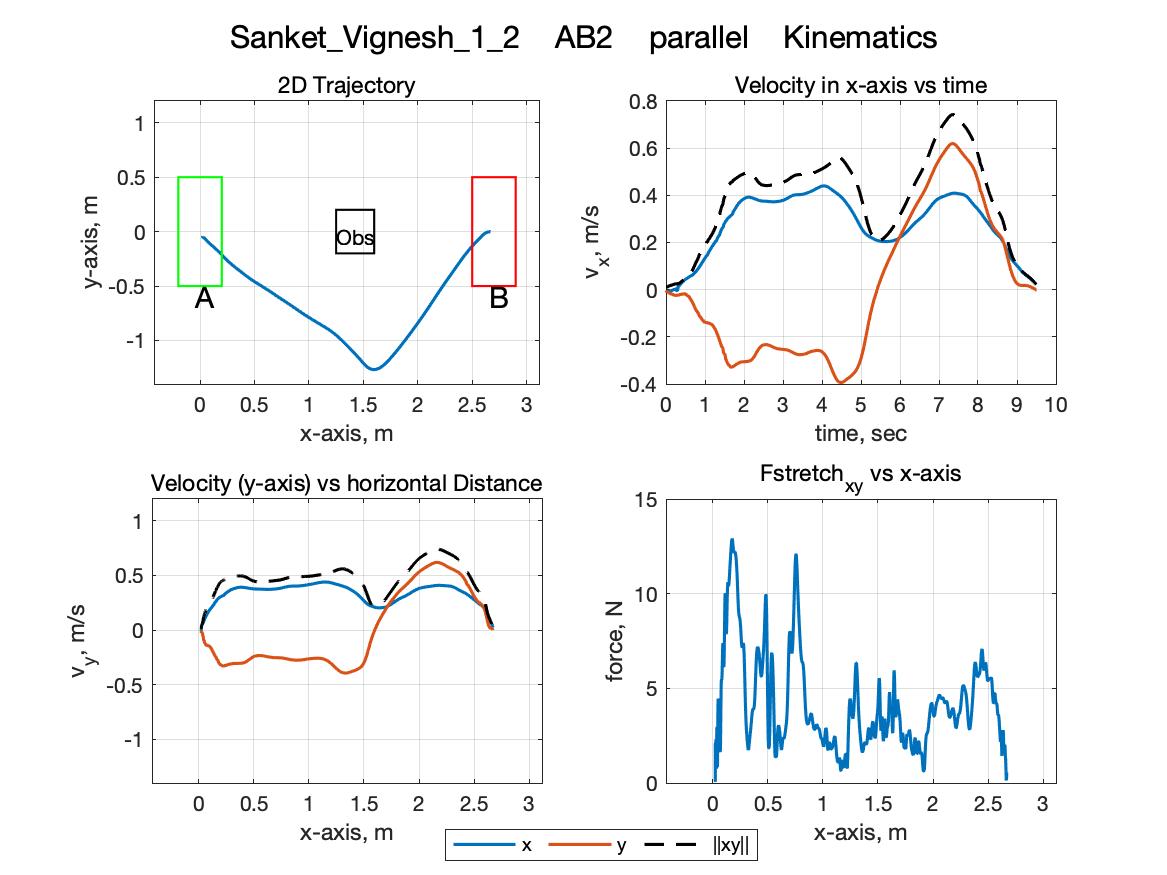 Sanket_Vignesh_1_2 AB2 parallel Kinematics
2D Trajectory
1
0.5
0
-0.5
-1
y-axis, m
Obs
A
B
0 0.5 1 1.5 2 2.5 3
x-axis, m
Velocity in x-axis vs time
0.8
0.6
0.4
0.2
0
-0.2
-0.4
vx, m/s
0 1 2 3 4 5 6 7 8 9 10
time, sec
Velocity (y-axis) vs horizontal Distance
1
0.5
0
-0.5
-1
vy, m/s
0 0.5 1 1.5 2 2.5 3
x-axis, m
Fstretchxy vs x-axis
15
10
5
0
force, N
0 0.5 1 1.5 2 2.5 3
x-axis, m
x y ||xy||